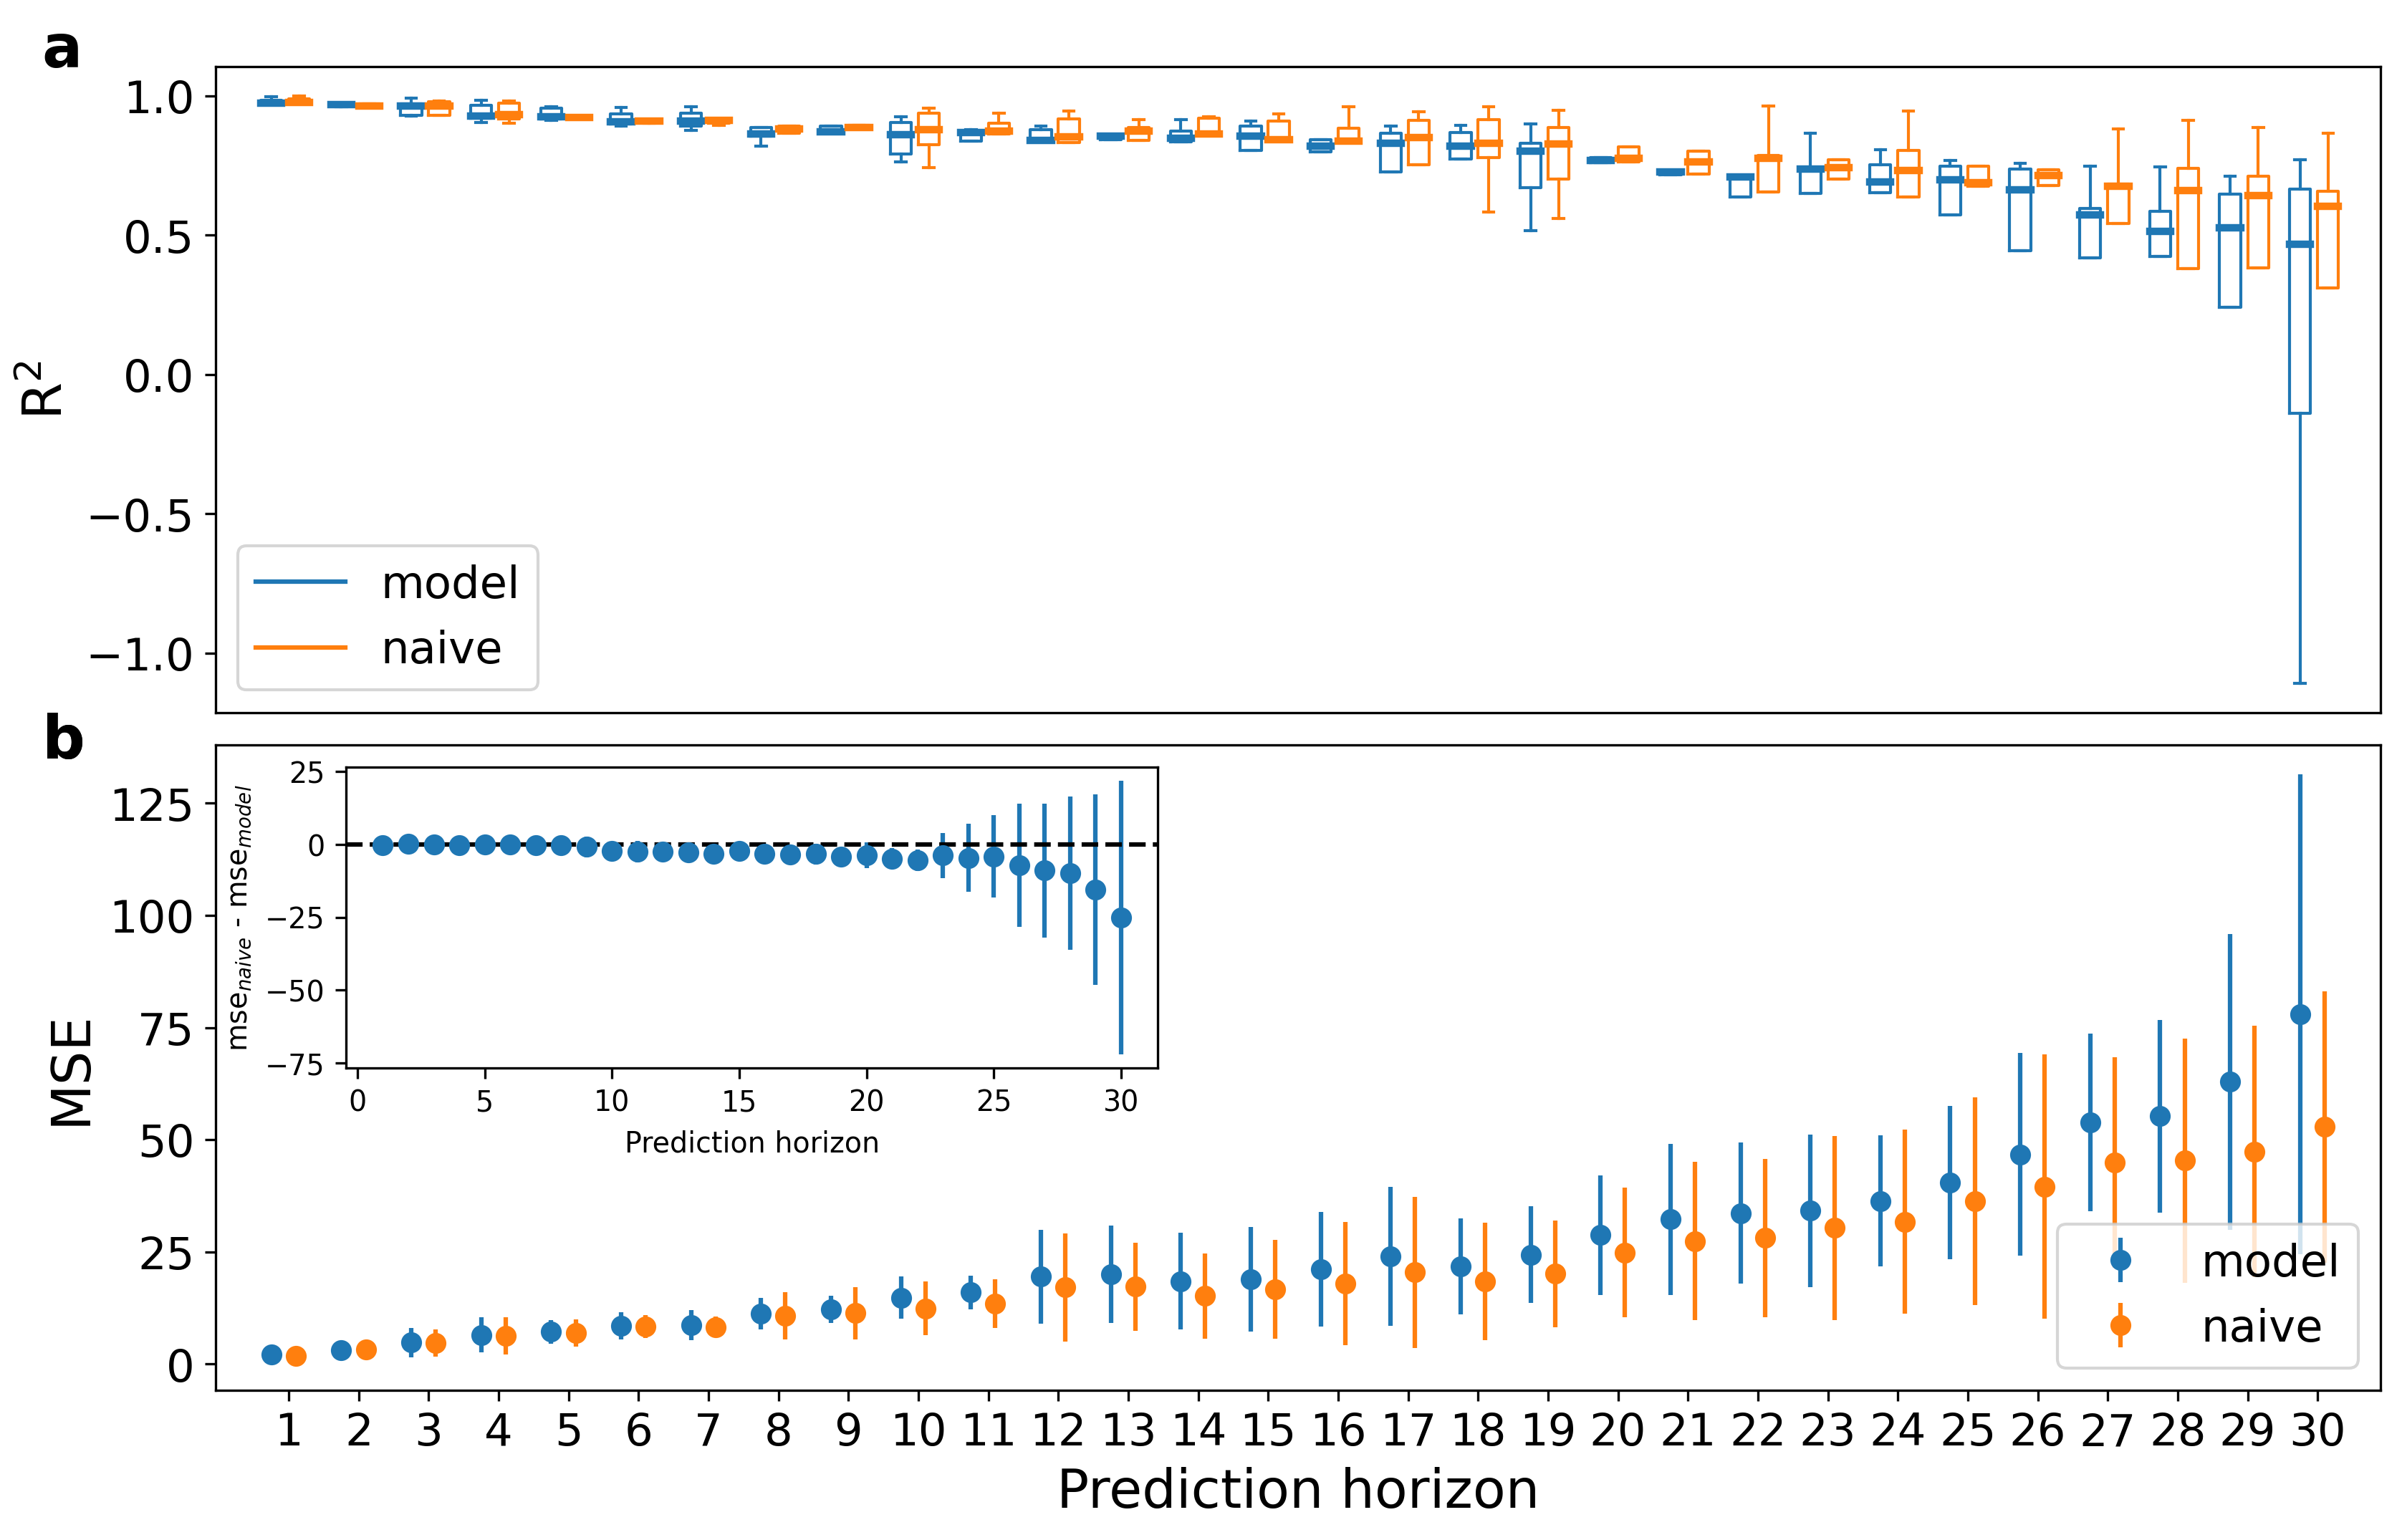 a
1.0
0.5
0.0
−0.5
−1.0
R²
model
naive
b
125
100
75
50
25
0
MSE
25
0
−25
−50
−75
mse_naive - mse_model
0 5 10 15 20 25 30
Prediction horizon
model
naive
1 2 3 4 5 6 7 8 9 10 11 12 13 14 15 16 17 18 19 20 21 22 23 24 25 26 27 28 29 30
Prediction horizon